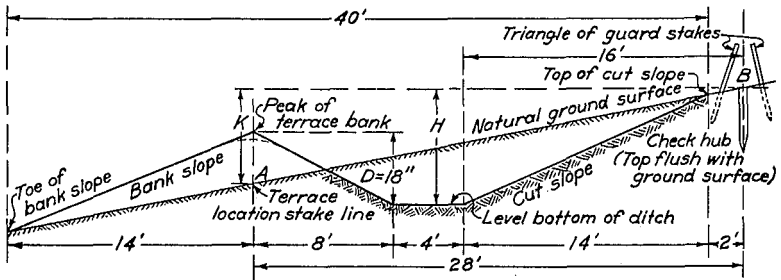 40'
Triangle of guard stakes
16'
Top of cut slope
B
Peak of
terrace bank
K
H
Natural ground surface
Check hub
(Top flush with
ground surface)
Toe of
bank slope
Bank slope
A
D=18"
Cut slope
Terrace
location stake line
Level bottom of ditch
14'
8'
4'
14'
2'
28'